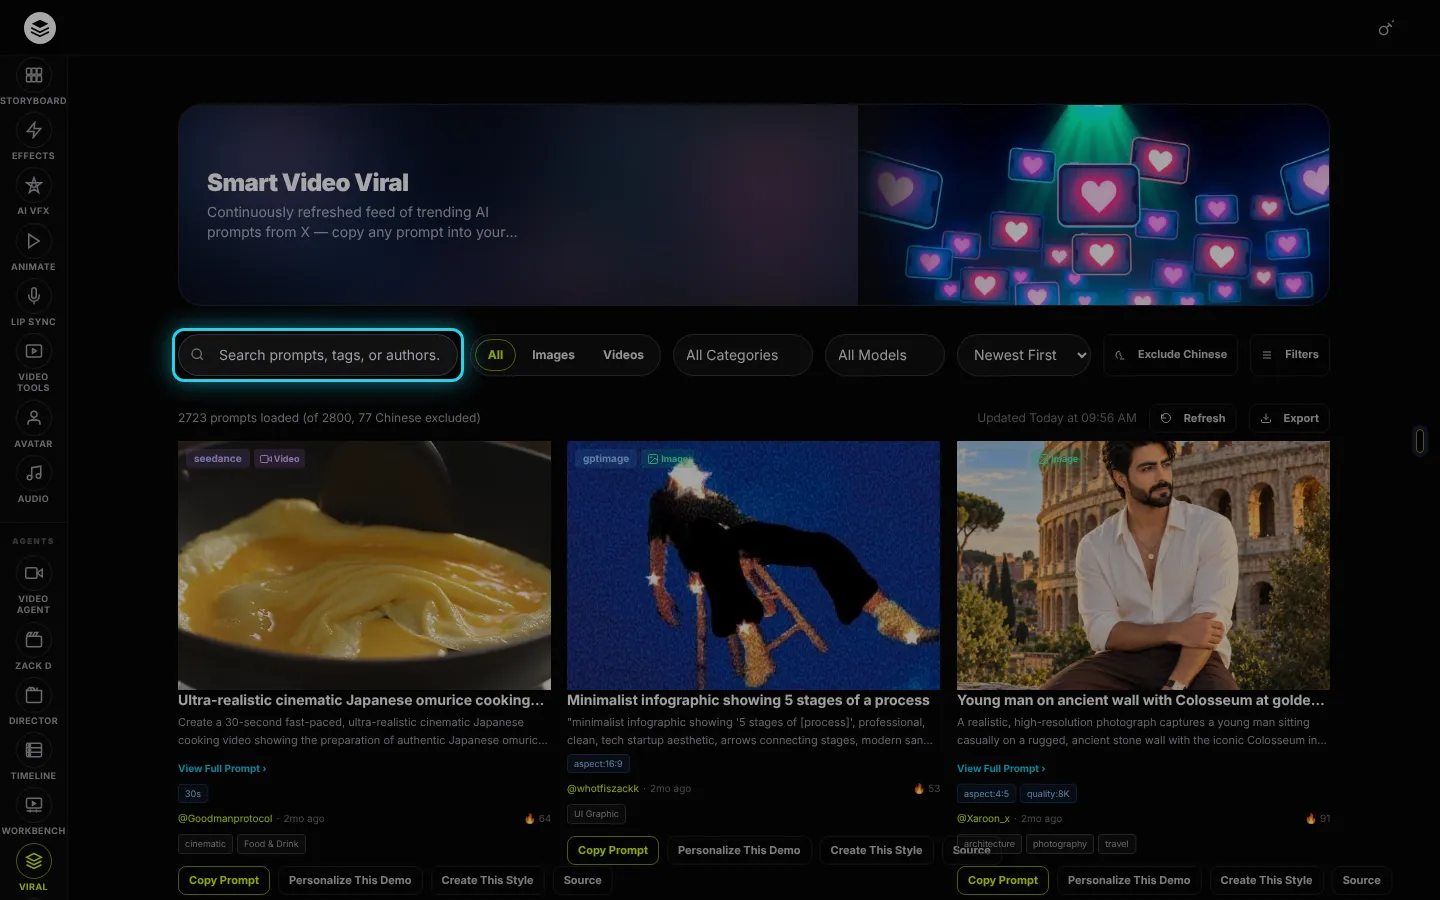 STORYBOARD
EFFECTS
AI VFX
ANIMATE
LIP SYNC
VIDEO
TOOLS
AVATAR
AUDIO
AGENTS
VIDEO
AGENT
ZACK D
DIRECTOR
TIMELINE
WORKBENCH
VIRAL
Smart Video Viral
Continuously refreshed feed of trending AI
prompts from X — copy any prompt into your...
Search prompts, tags, or authors.
All
Images
Videos
All Categories
All Models
Newest First
Exclude Chinese
Filters
2723 prompts loaded (of 2800, 77 Chinese excluded)
Updated Today at 09:56 AM
Refresh
Export
seedance
Video
Ultra-realistic cinematic Japanese omurice cooking...
Create a 30-second fast-paced, ultra-realistic cinematic Japanese
cooking video showing the preparation of authentic Japanese omuric...
View Full Prompt ›
30s
@Goodmanprotocol · 2mo ago
64
cinematic
Food & Drink
Copy Prompt
Personalize This Demo
Create This Style
Source
gptimage
Image
Minimalist infographic showing 5 stages of a process
"minimalist infographic showing '5 stages of [process]', professional,
clean, tech startup aesthetic, arrows connecting stages, modern san...
aspect:16:9
@whotfiszackk · 2mo ago
53
UI Graphic
Copy Prompt
Personalize This Demo
Create This Style
Source
Image
Young man on ancient wall with Colosseum at golde...
A realistic, high-resolution photograph captures a young man sitting
casually on a rugged, ancient stone wall with the iconic Colosseum in...
View Full Prompt ›
aspect:4:5
quality:8K
@Xaroon_x · 2mo ago
91
architecture
photography
travel
Copy Prompt
Personalize This Demo
Create This Style
Source